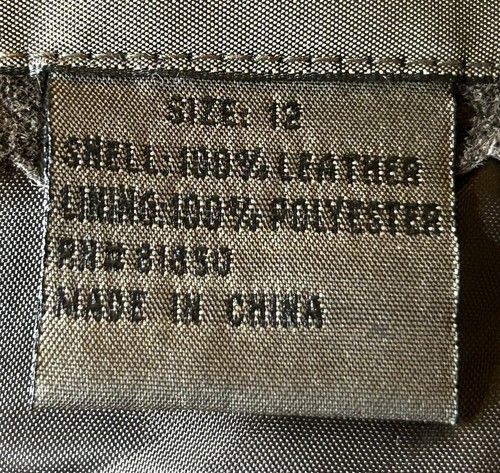 SIZE: 12
SHELL: 100% LEATHER
LINING: 100% POLYESTER
RN# 81850
MADE IN CHINA